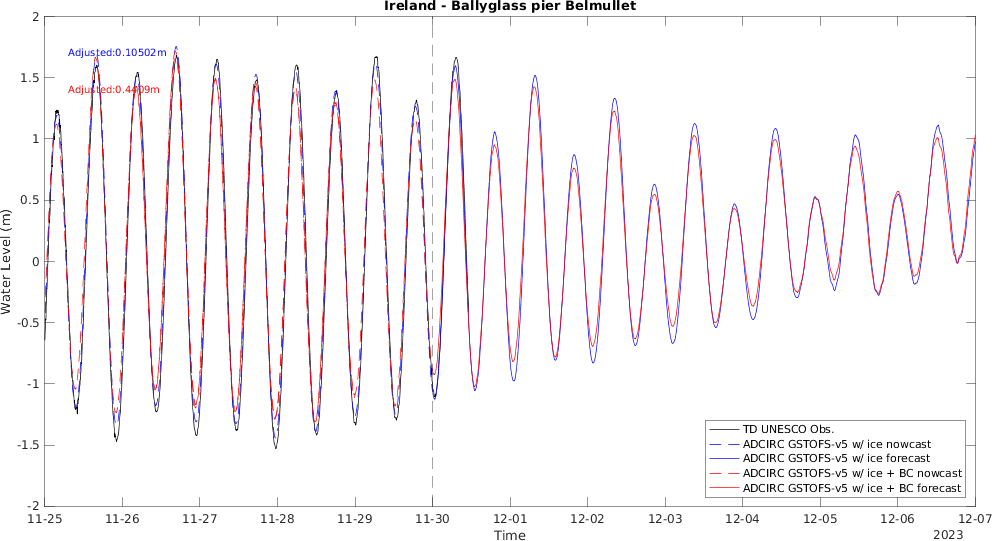 Ireland - Ballyglass pier Belmullet
2
1.5
1
0.5
0
-0.5
-1
-1.5
-2
Water Level (m)
Adjusted:0.10502m
Adjusted:0.4409m
TD UNESCO Obs.
ADCIRC GSTOFS-v5 w/ ice nowcast
ADCIRC GSTOFS-v5 w/ ice forecast
ADCIRC GSTOFS-v5 w/ ice + BC nowcast
ADCIRC GSTOFS-v5 w/ ice + BC forecast
11-25 11-26 11-27 11-28 11-29 11-30 12-01 12-02 12-03 12-04 12-05 12-06 12-07
Time
2023